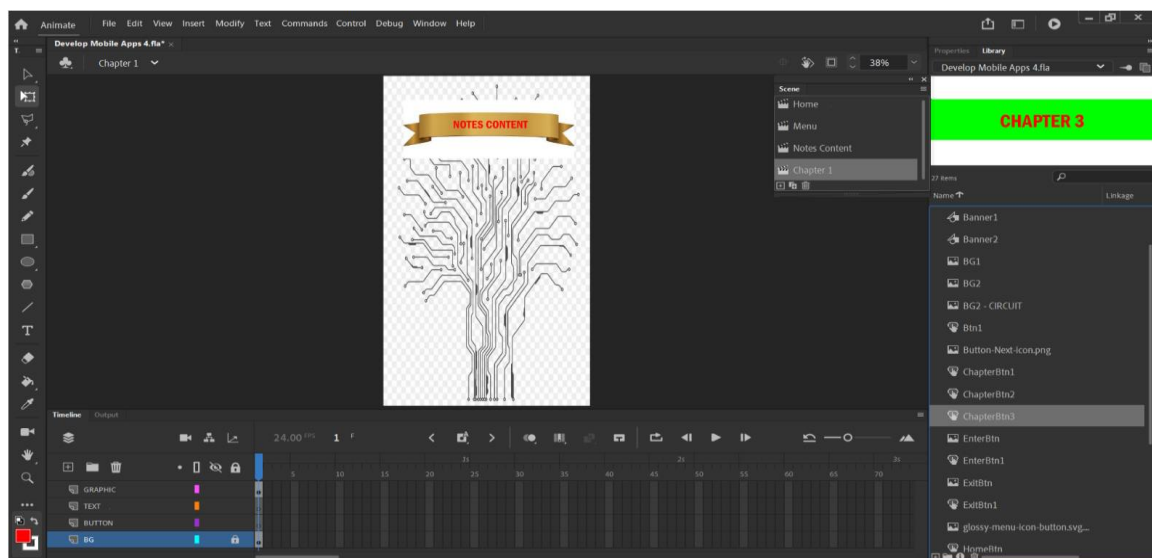 Animate File Edit View Insert Modify Text Commands Control Debug Window Help
Develop Mobile Apps 4.fla*
Chapter 1
38%
NOTES CONTENT
Scene
Home
Menu
Notes Content
Chapter 1
Properties Library
Develop Mobile Apps 4.fla
CHAPTER 3
27 items
Name Linkage
Banner1
Banner2
BG1
BG2
BG2 - CIRCUIT
Btn1
Button-Next-icon.png
ChapterBtn1
ChapterBtn2
ChapterBtn3
EnterBtn
EnterBtn1
ExitBtn
ExitBtn1
glossy-menu-icon-button.svg...
HomeBtn
Timeline Output
24.00 FPS 1 F
1s 2s 3s
5 10 15 20 25 30 35 40 45 50 55 60 65 70
GRAPHIC
TEXT
BUTTON
BG